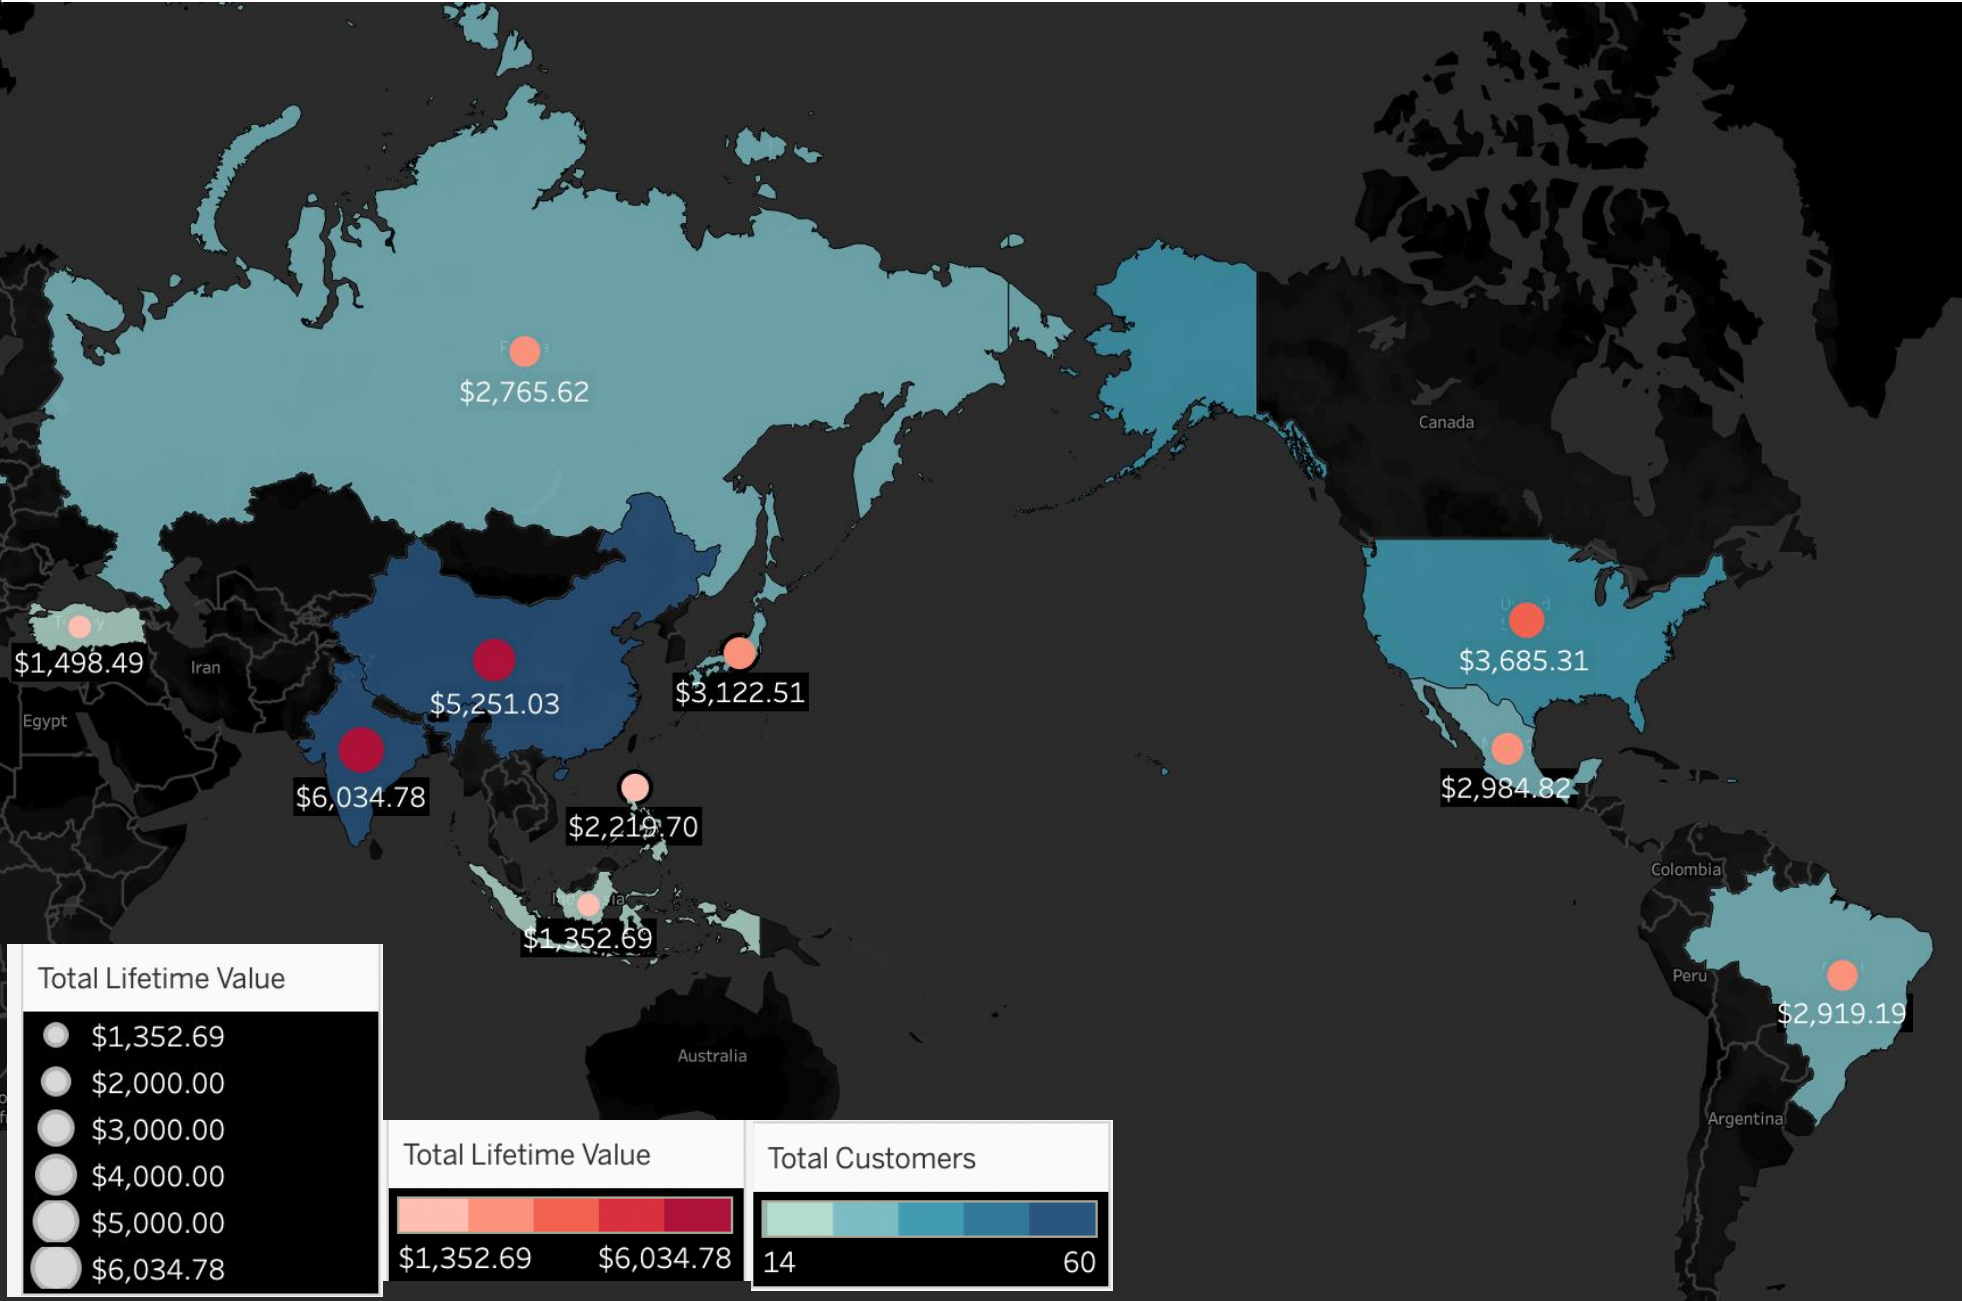 $2,765.62
Canada
$1,498.49
Iran
Egypt
$5,251.03
$3,122.51
$3,685.31
$6,034.78
$2,219.70
$2,984.82
Colombia
$1,352.69
Peru
$2,919.19
Australia
Argentina
Total Lifetime Value
$1,352.69
$2,000.00
$3,000.00
$4,000.00
$5,000.00
$6,034.78
Total Lifetime Value
$1,352.69 $6,034.78
Total Customers
14 60